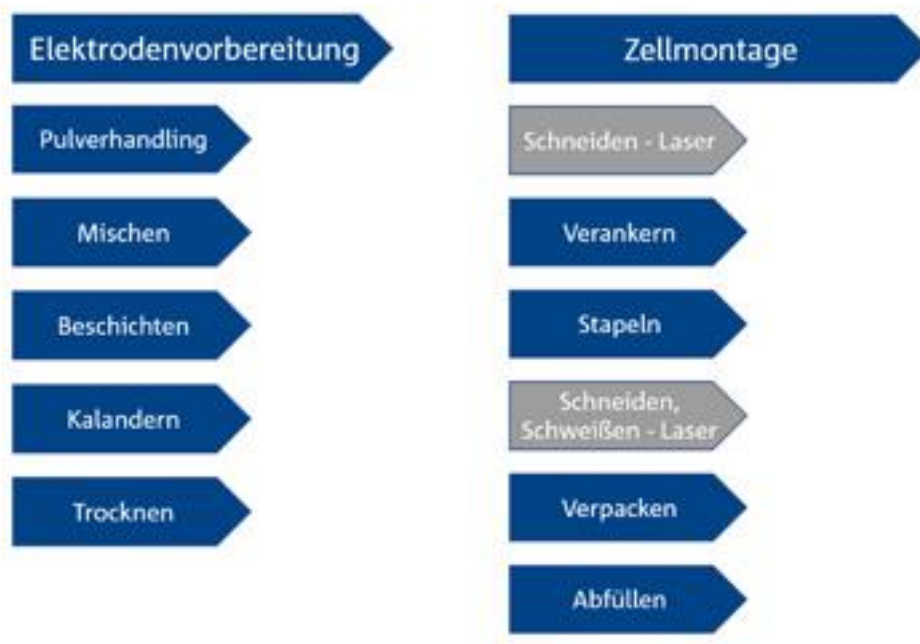 Elektrodenvorbereitung
Pulverhandling
Mischen
Beschichten
Kalandern
Trocknen
Zellmontage
Schneiden - Laser
Verankern
Stapeln
Schneiden,
Schweißen - Laser
Verpacken
Abfüllen